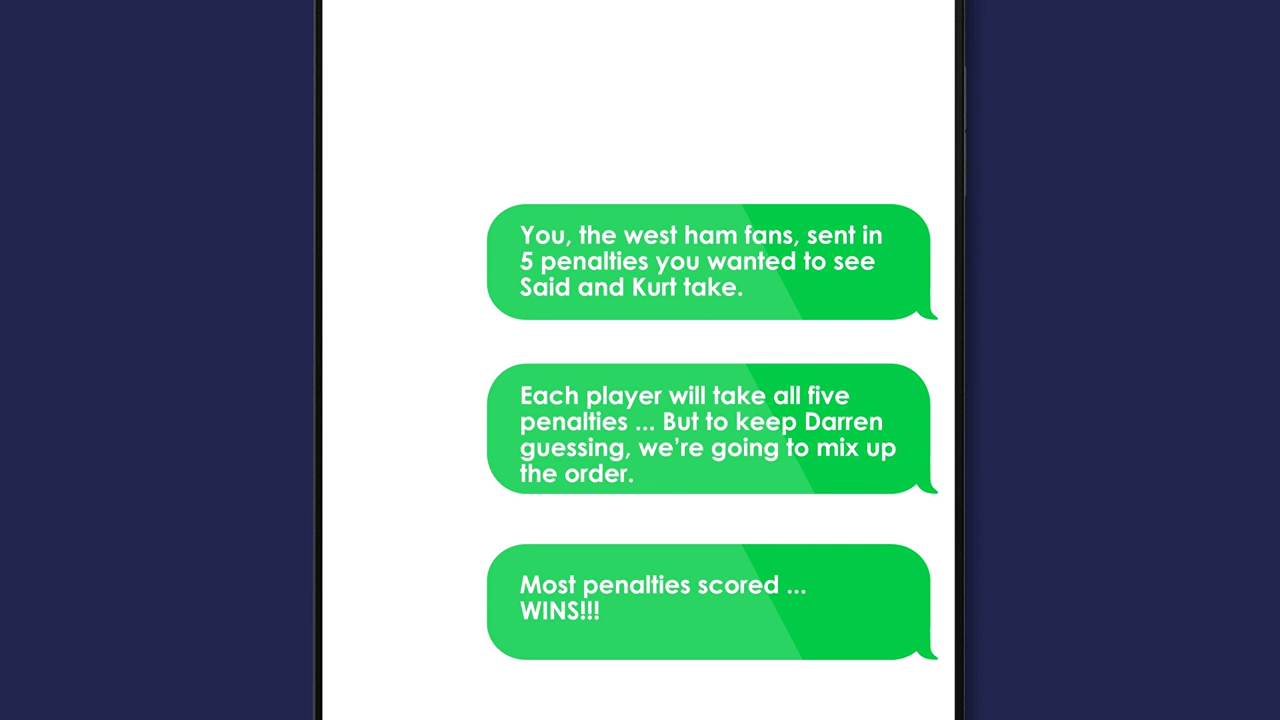 You, the west ham fans, sent in
5 penalties you wanted to see
Said and Kurt take.
Each player will take all five
penalties ... But to keep Darren
guessing, we’re going to mix up
the order.
Most penalties scored ...
WINS!!!